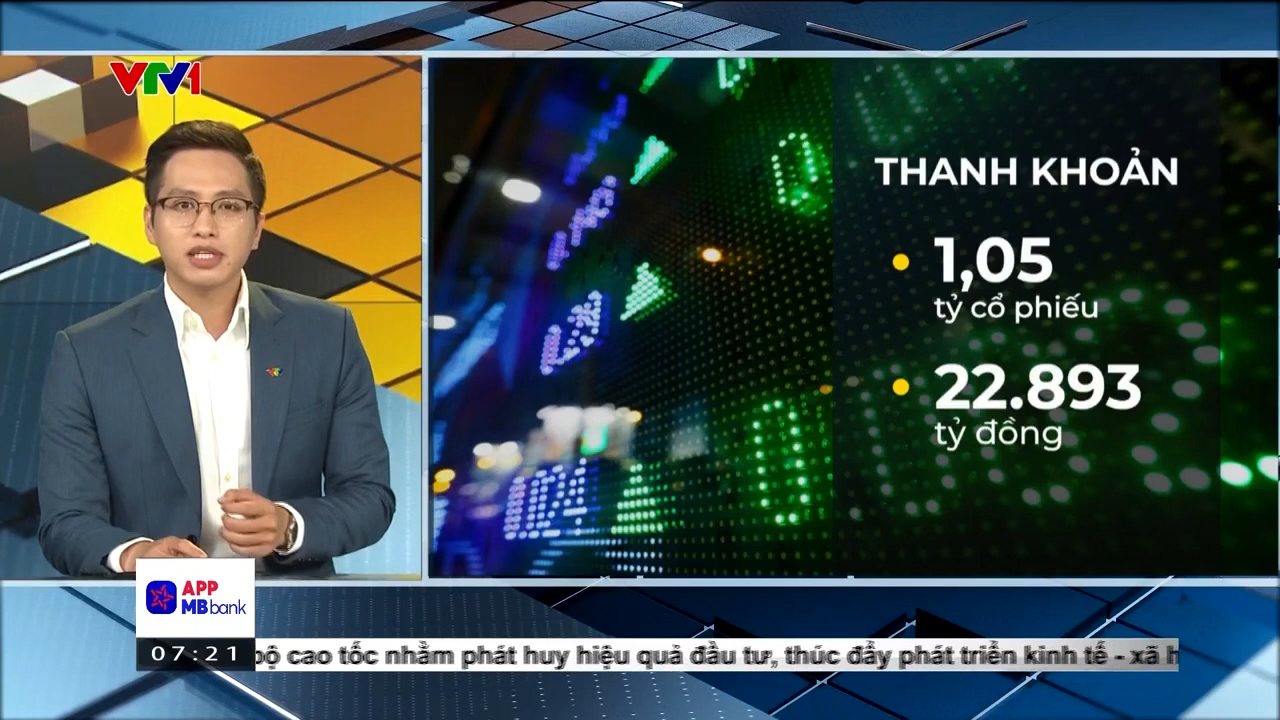 VTV1
THANH KHOẢN
1,05
tỷ cổ phiếu
22.893
tỷ đồng
APP
MBbank
07:21
bộ cao tốc nhằm phát huy hiệu quả đầu tư, thúc đẩy phát triển kinh tế - xã h